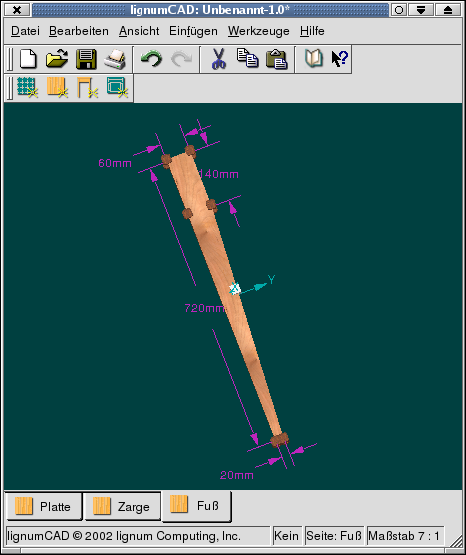 lignumCAD: Unbenannt-1.0*
Datei Bearbeiten Ansicht Einfügen Werkzeuge Hilfe
60mm
140mm
Y
X
720mm
20mm
Platte Zarge Fuß
lignumCAD © 2002 lignum Computing, Inc. Kein Seite: Fuß Maßstab 7 : 1